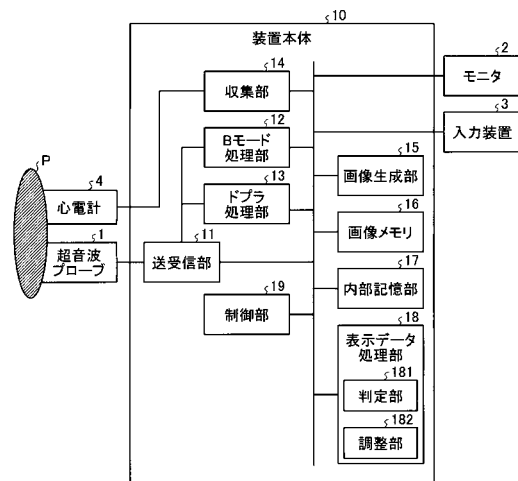 10
装置本体
2
モニタ
14
収集部
3
入力装置
12
Bモード
処理部
P
4
心電計
13
ドプラ
処理部
15
画像生成部
1
超音波
プローブ
11
送受信部
16
画像メモリ
19
制御部
17
内部記憶部
18
表示データ
処理部
181
判定部
182
調整部